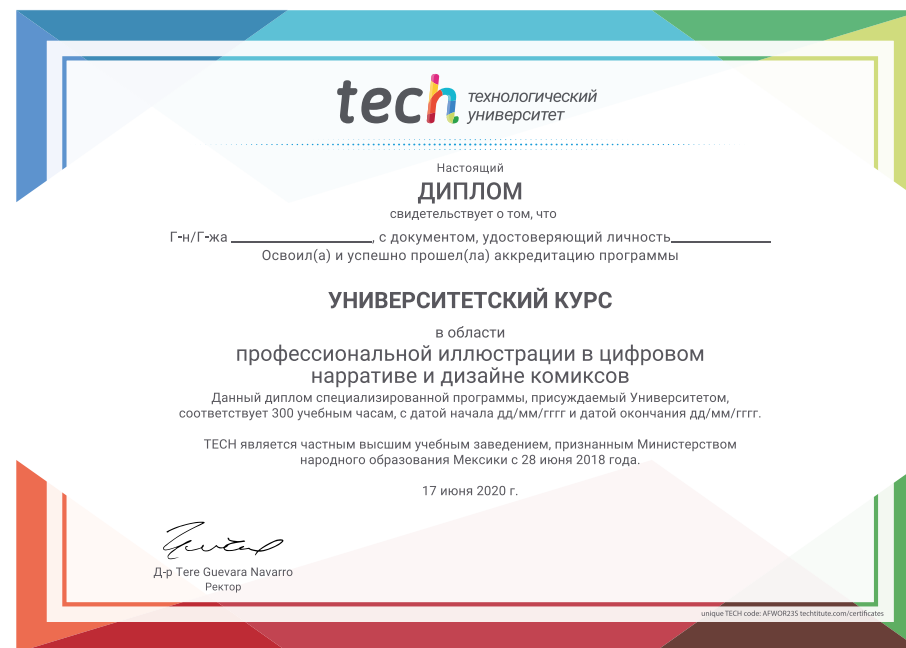 tech технологический
университет
Настоящий
ДИПЛОМ
свидетельствует о том, что
Г-н/Г-жа ____________________, с документом, удостоверяющий личность______________
Освоил(а) и успешно прошел(ла) аккредитацию программы
УНИВЕРСИТЕТСКИЙ КУРС
в области
профессиональной иллюстрации в цифровом
нарративе и дизайне комиксов
Данный диплом специализированной программы, присуждаемый Университетом,
соответствует 300 учебным часам, с датой начала дд/мм/гггг и датой окончания дд/мм/гггг.
TECH является частным высшим учебным заведением, признанным Министерством
народного образования Мексики с 28 июня 2018 года.
17 июня 2020 г.
Д-р Tere Guevara Navarro
Ректор
unique TECH code: AFWOR23S techtitute.com/certificates